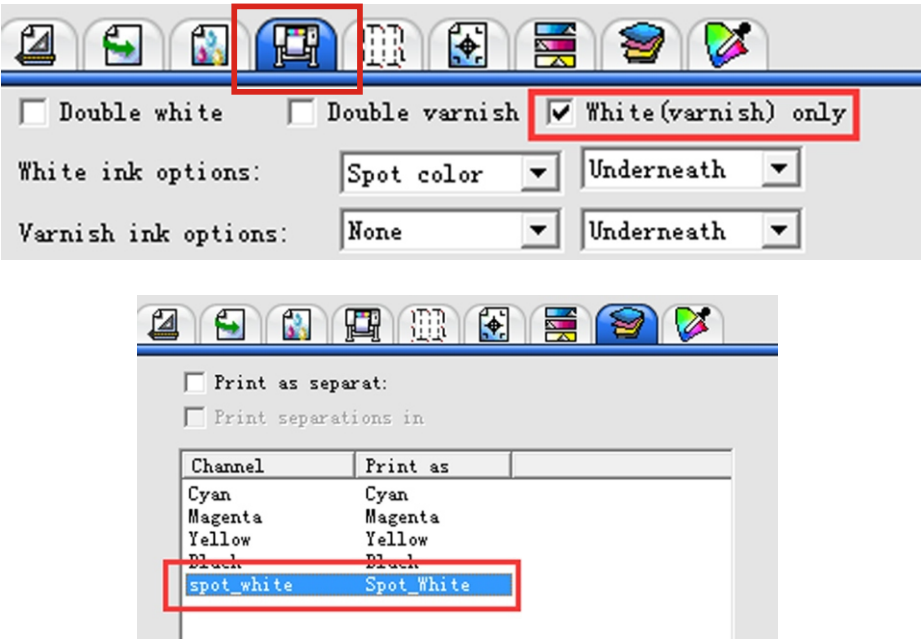 Double white Double varnish White(varnish) only
White ink options: Spot color Underneath
Varnish ink options: None Underneath
Print as separat:
Print separations in
Channel Print as
Cyan Cyan
Magenta Magenta
Yellow Yellow
Black Black
spot_white Spot_White